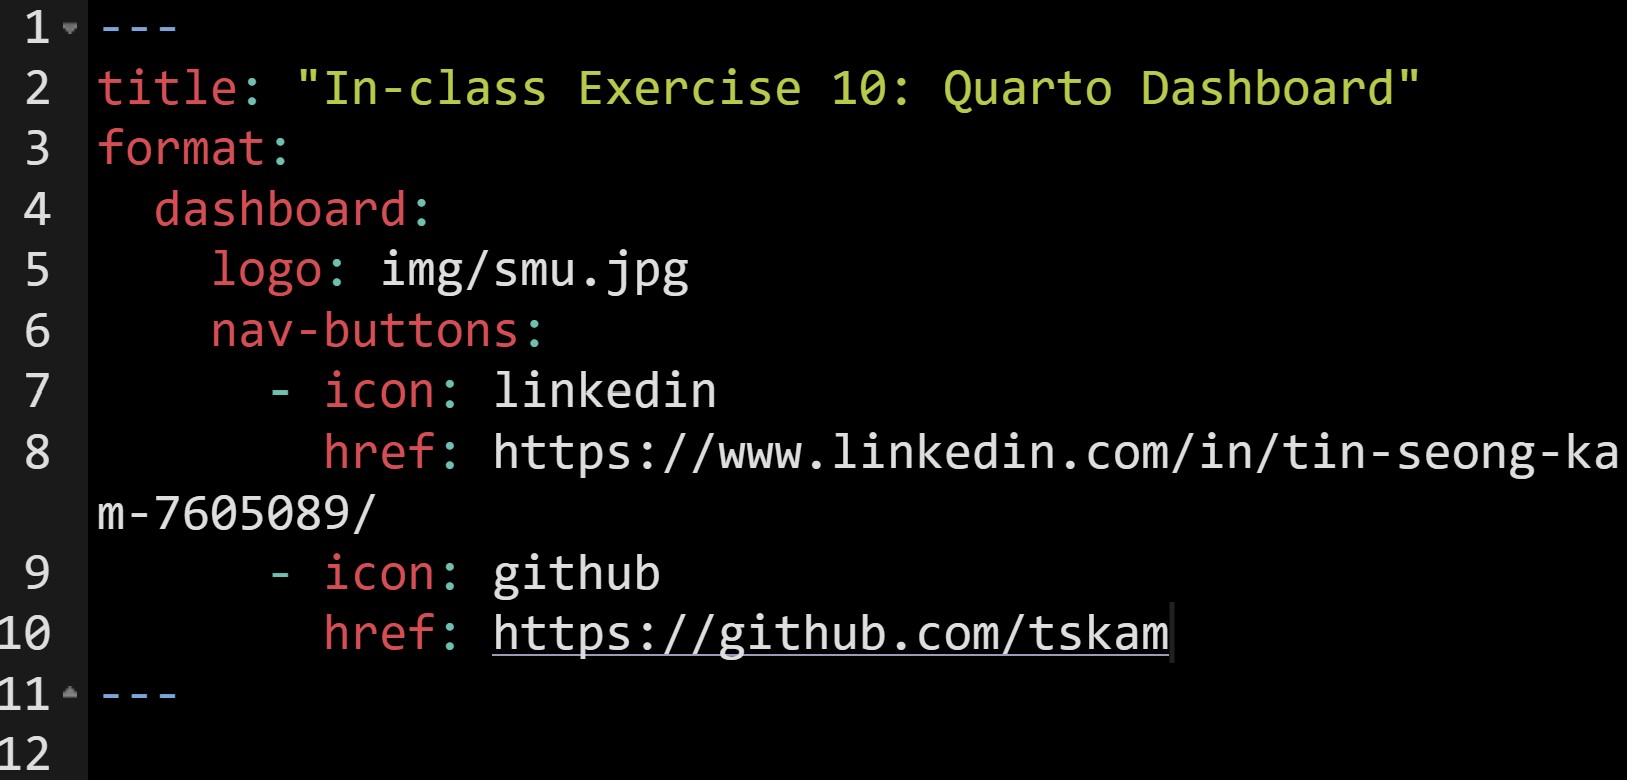 1 ---
2 title: "In-class Exercise 10: Quarto Dashboard"
3 format:
4   dashboard:
5     logo: img/smu.jpg
6     nav-buttons:
7       - icon: linkedin
8         href: https://www.linkedin.com/in/tin-seong-ka
m-7605089/
9       - icon: github
10         href: https://github.com/tskam
11 ---
12